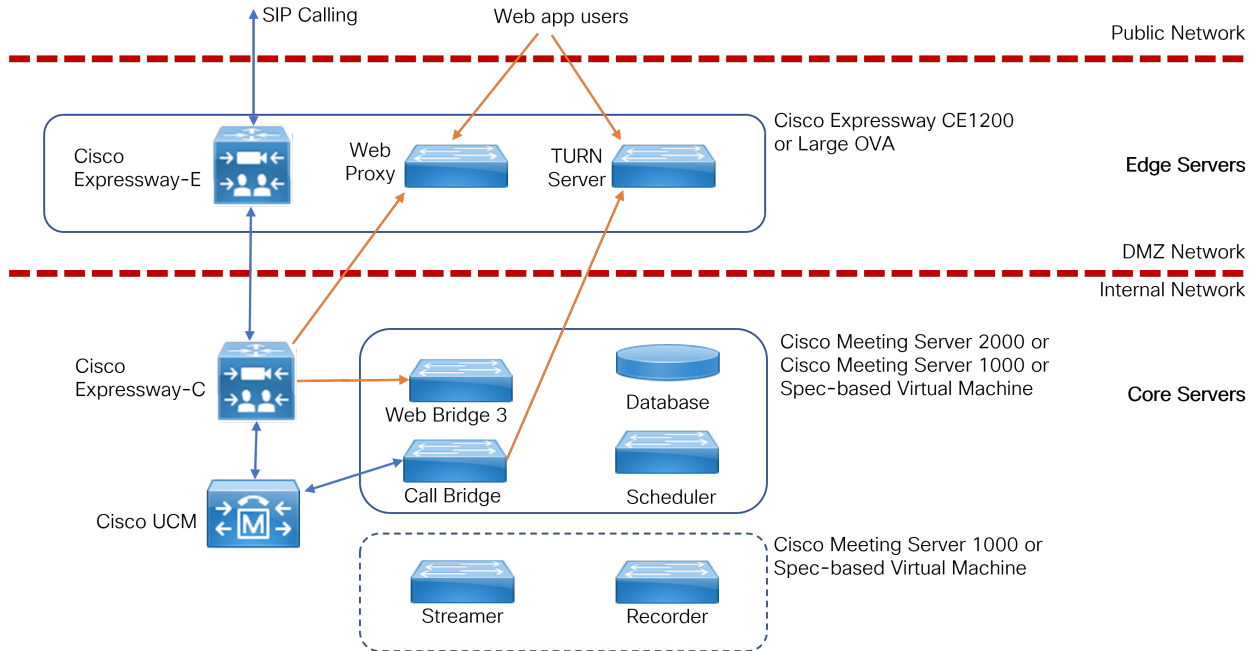 SIP Calling
Web app users
Public Network
Cisco Expressway CE1200
or Large OVA
Cisco
Expressway-E
Web
Proxy
TURN
Server
Edge Servers
DMZ Network
Internal Network
Cisco
Expressway-C
Web Bridge 3
Database
Cisco Meeting Server 2000 or
Cisco Meeting Server 1000 or
Spec-based Virtual Machine
Core Servers
Call Bridge
Scheduler
Cisco UCM
M
Cisco Meeting Server 1000 or
Spec-based Virtual Machine
Streamer
Recorder